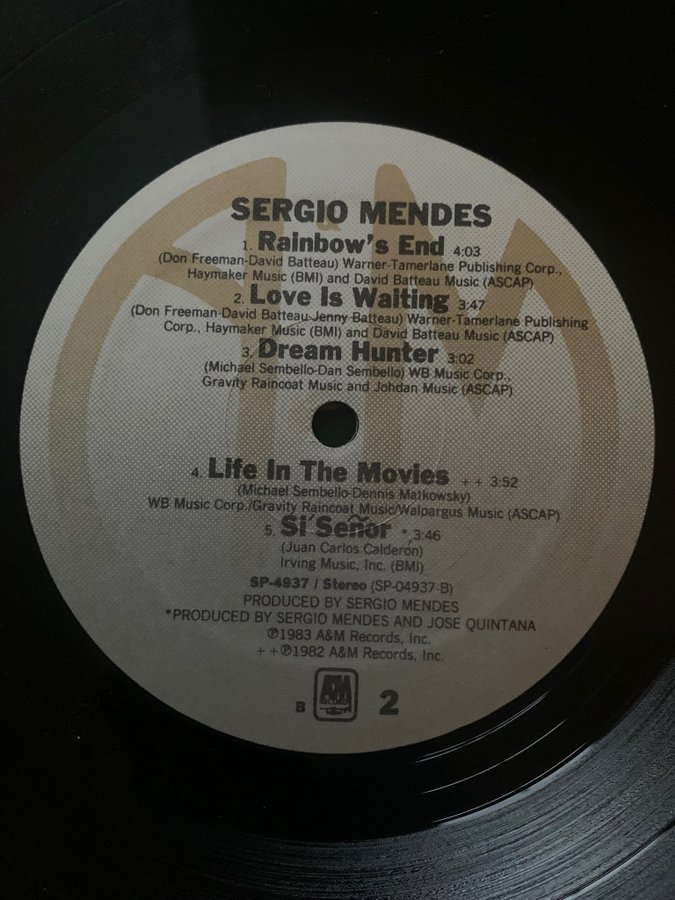 SERGIO MENDES
1. Rainbow's End 4:03
(Don Freeman-David Batteau) Warner-Tamerlane Publishing Corp.,
Haymaker Music (BMI) and David Batteau Music (ASCAP)
2. Love Is Waiting 3:47
(Don Freeman-David Batteau-Jenny Batteau) Warner-Tamerlane Publishing
Corp., Haymaker Music (BMI) and David Batteau Music (ASCAP)
3. Dream Hunter 3:02
(Michael Sembello-Dan Sembello) WB Music Corp.,
Gravity Raincoat Music and Johdan Music (ASCAP)
4. Life In The Movies ++ 3:52
(Michael Sembello-Dennis Matkowsky)
WB Music Corp./Gravity Raincoat Music/Walpargus Music (ASCAP)
5. Si´Señor *, 3:46
(Juan Carlos Calderon)
Irving Music, Inc. (BMI)
SP-4937 / Stereo (SP-04937-B)
PRODUCED BY SERGIO MENDES
*PRODUCED BY SERGIO MENDES AND JOSE QUINTANA
℗1983 A&M Records, Inc.
++℗1982 A&M Records, Inc.
B A&M RECORDS 2